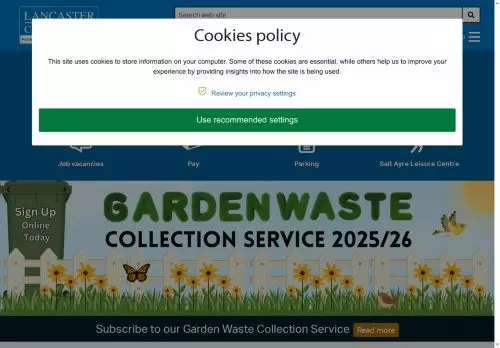 LANCASTER
Search web site
Cookies policy
This site uses cookies to store information on your computer. Some of these cookies are essential, while others help us to improve your
experience by providing insights into how the site is being used.
Review your privacy settings
Use recommended settings
Job vacancies
Pay
Parking
Salt Ayre Leisure Centre
Sign Up
Online
Today
GARDEN WASTE
COLLECTION SERVICE 2025/26
Subscribe to our Garden Waste Collection Service
Read more